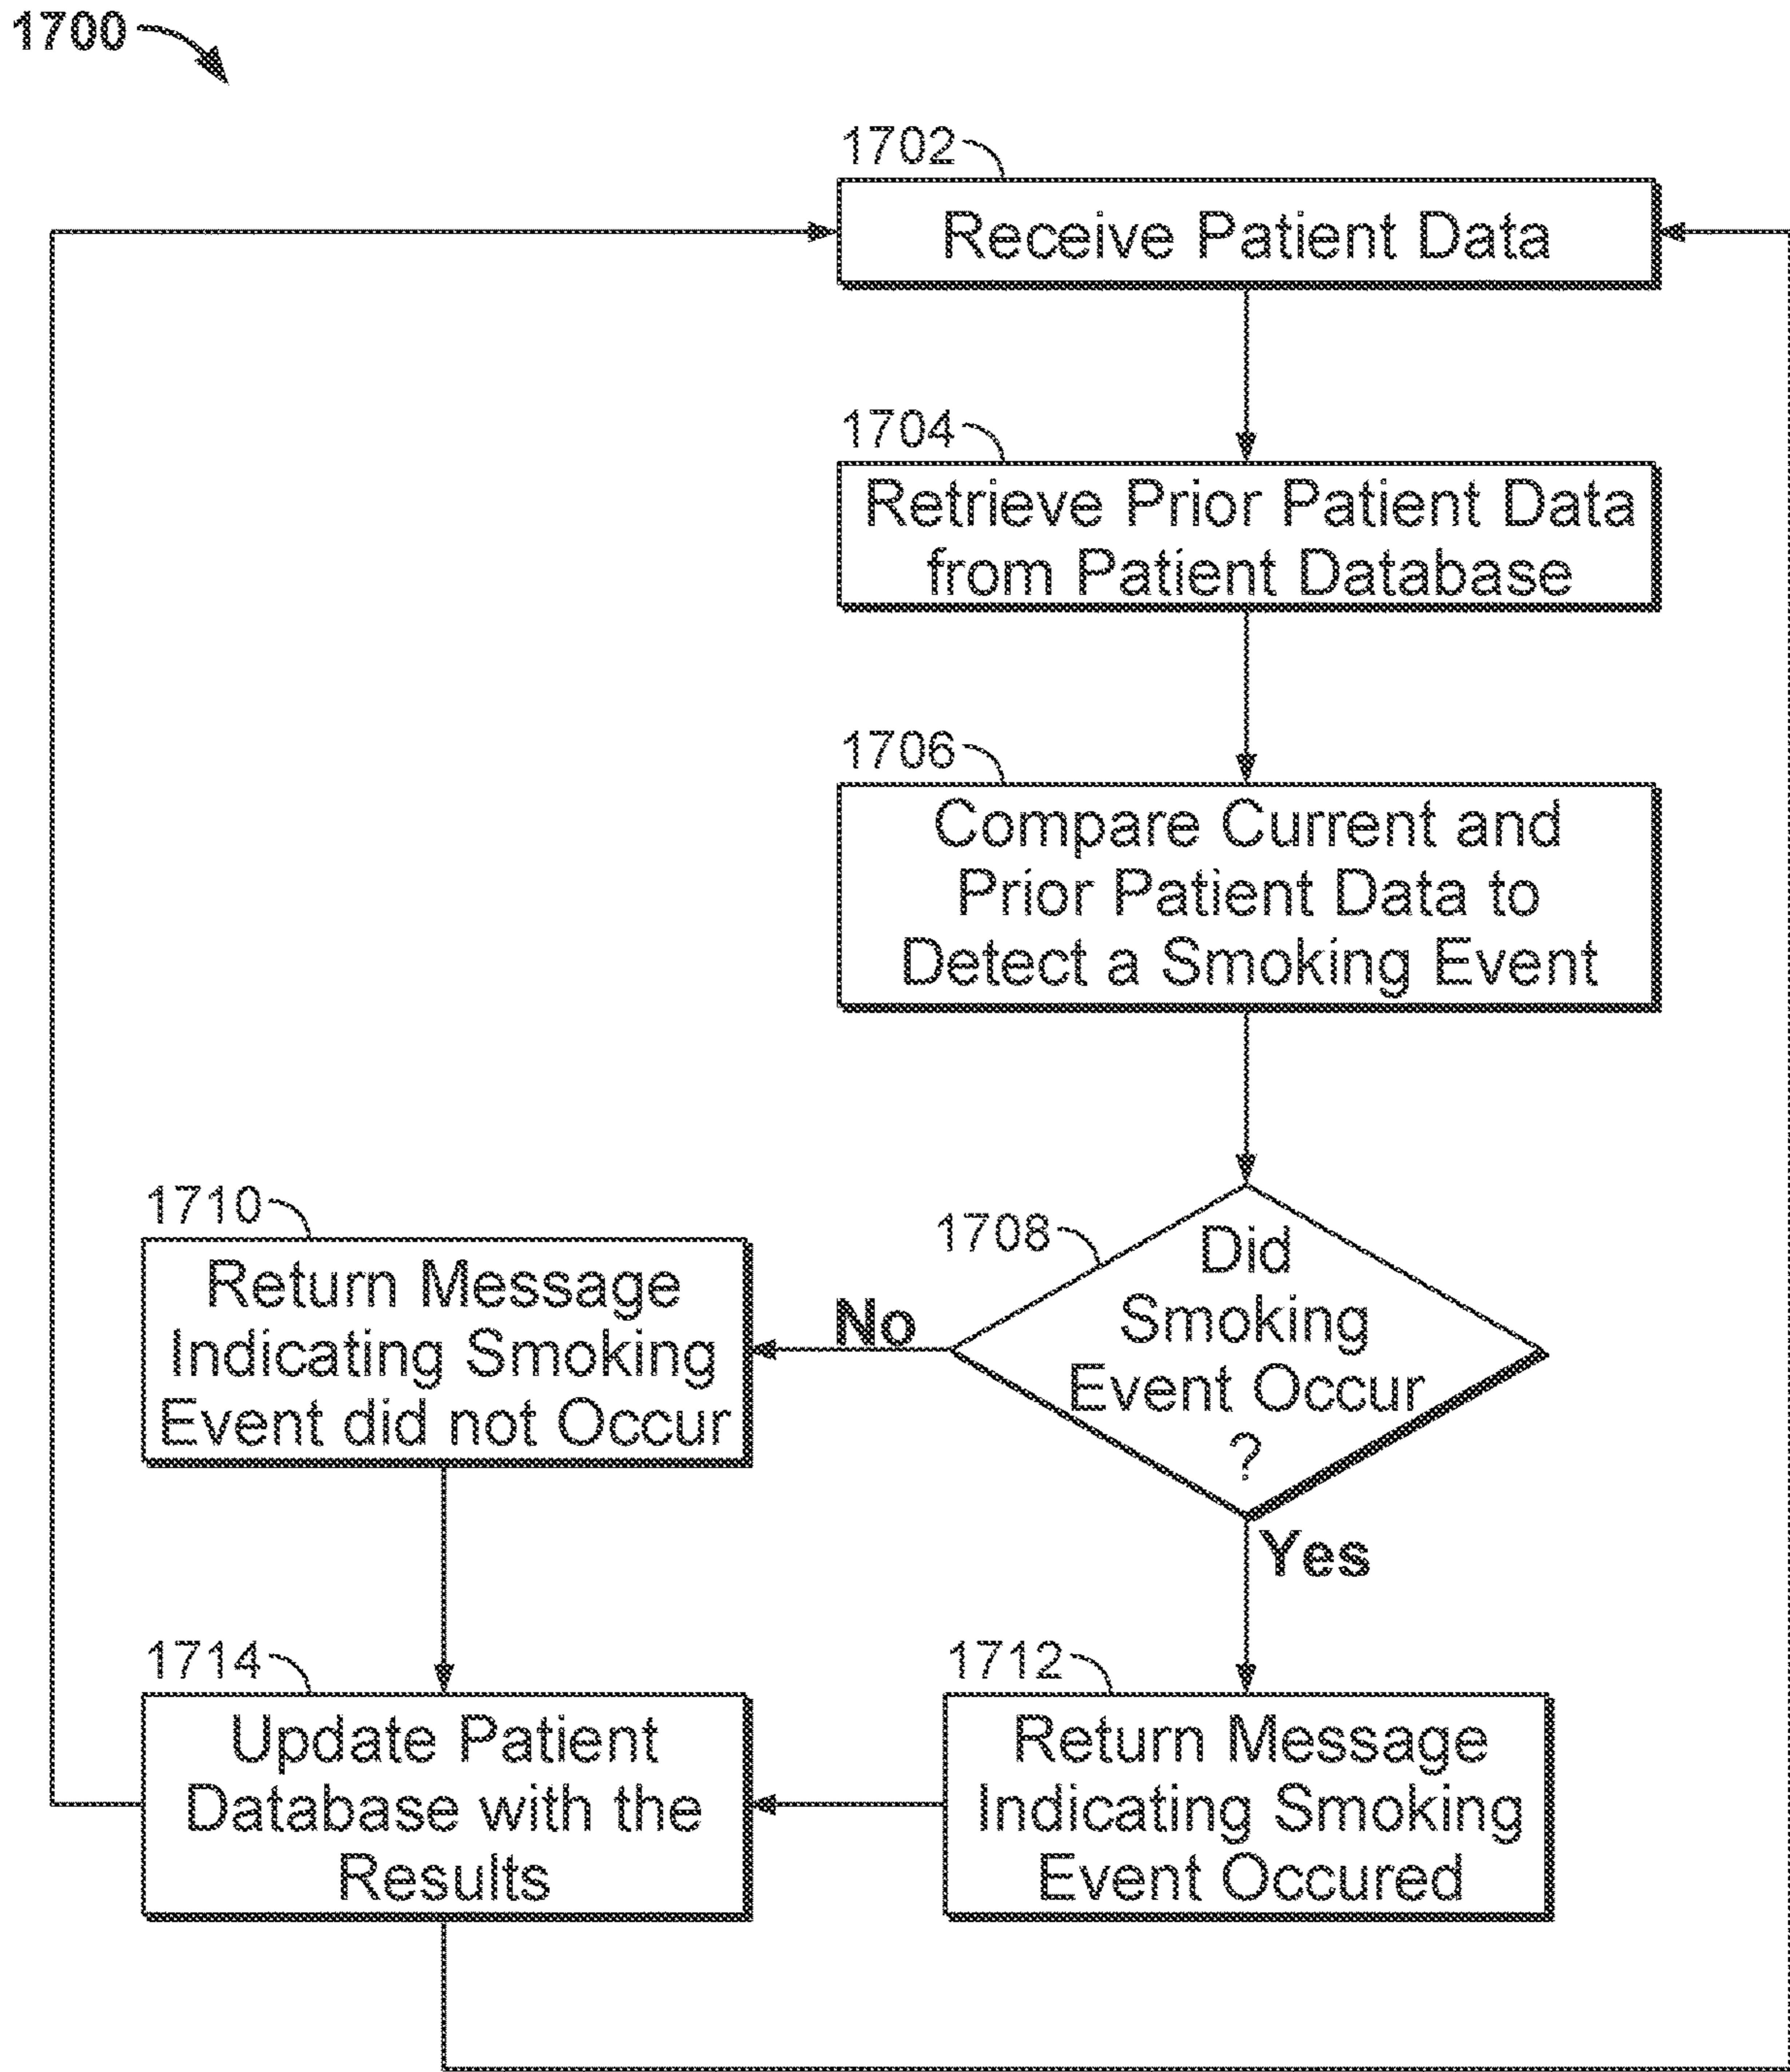 1700
1702
Receive Patient Data
1704
Retrieve Prior Patient Data
from Patient Database
1706
Compare Current and
Prior Patient Data to
Detect a Smoking Event
1708
Did
Smoking
Event Occur
?
No
Yes
1710
Return Message
Indicating Smoking
Event did not Occur
1712
Return Message
Indicating Smoking
Event Occured
1714
Update Patient
Database with the
Results